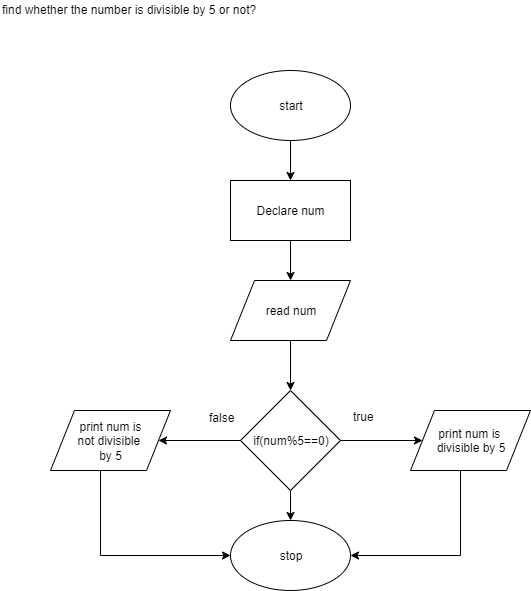 find whether the number is divisible by 5 or not?
start
Declare num
read num
false
true
if(num%5==0)
print num is
not divisible
by 5
print num is
divisible by 5
stop